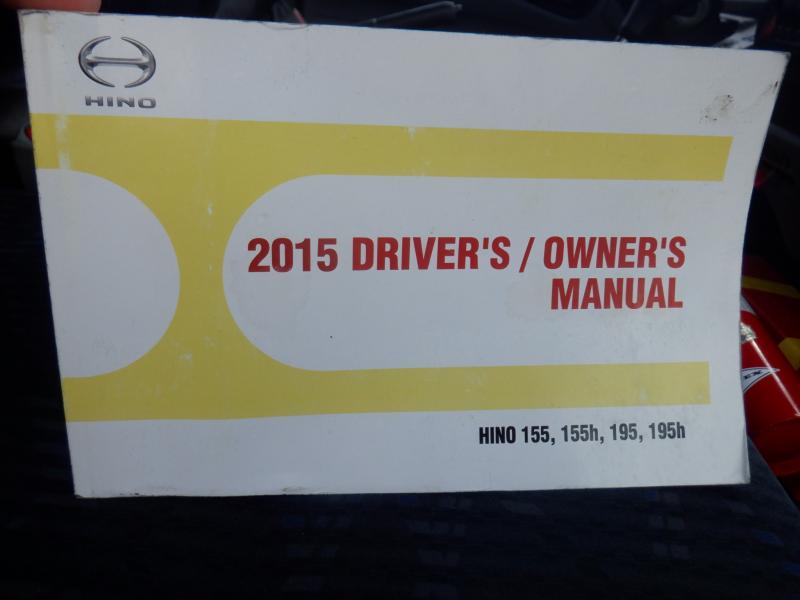 HINO
2015 DRIVER'S / OWNER'S
MANUAL
HINO 155, 155h, 195, 195h